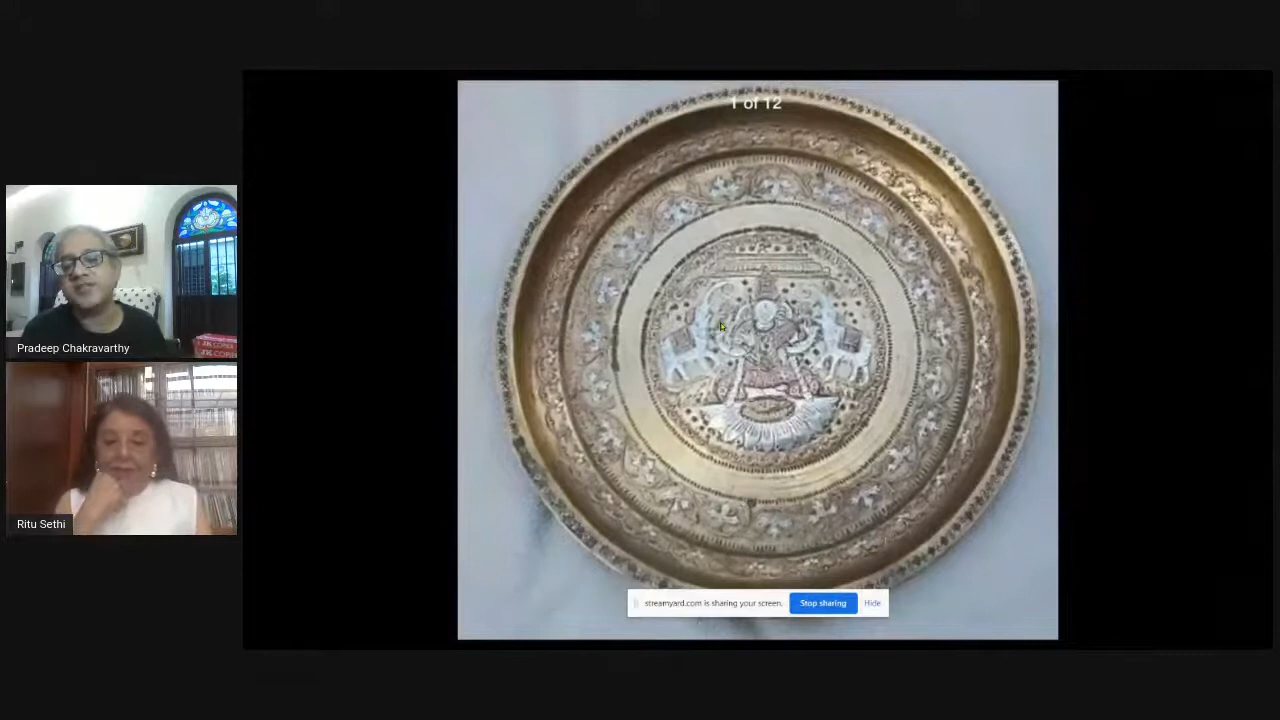 1 of 12
Pradeep Chakravarthy
Ritu Sethi
streamyard.com is sharing your screen. Stop sharing Hide